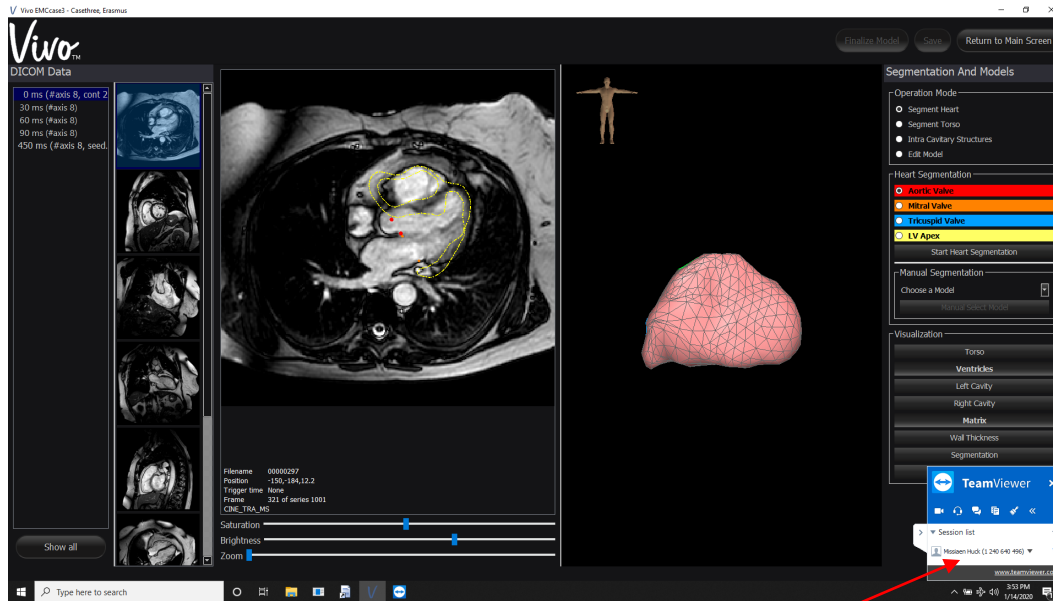 Vivo EMCcase3 - Casethree, Erasmus
Vivo TM
Finalize Model
Save
Return to Main Screen
DICOM Data
0 ms (#axis 8, cont 2
30 ms (#axis 8)
60 ms (#axis 8)
90 ms (#axis 8)
450 ms (#axis 8, seed.
Show all
Filename 00000297
Position -150,-184,12.2
Trigger time None
Frame 321 of series 1001
CINE_TRA_MS
Saturation
Brightness
Zoom
Segmentation And Models
Operation Mode
Segment Heart
Segment Torso
Intra Cavitary Structures
Edit Model
Heart Segmentation
Aortic Valve
Mitral Valve
Tricuspid Valve
LV Apex
Start Heart Segmentation
Manual Segmentation
Choose a Model
Manual Select Model
Visualization
Torso
Ventricles
Left Cavity
Right Cavity
Matrix
Wall Thickness
Segmentation
TeamViewer
Session list
Missiaen Huck (1 240 640 496)
www.teamviewer.co
Type here to search
3:53 PM
1/14/2020